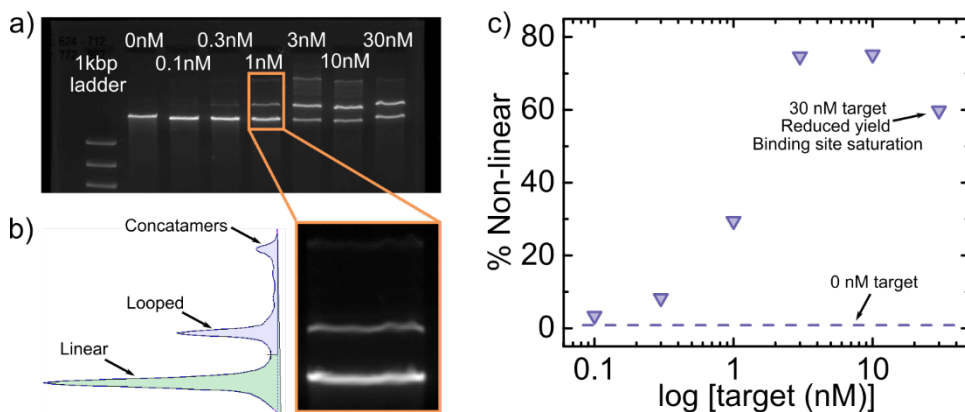 a)
624 - 712
0nM
0.3nM
3nM
30nM
0.1nM
1nM
10nM
1kbp
ladder
b)
Concatamers
Looped
Linear
c)
% Non-linear
80
60
40
20
0
30 nM target
Reduced yield
Binding site saturation
0 nM target
0.1
1
10
log [target (nM)]